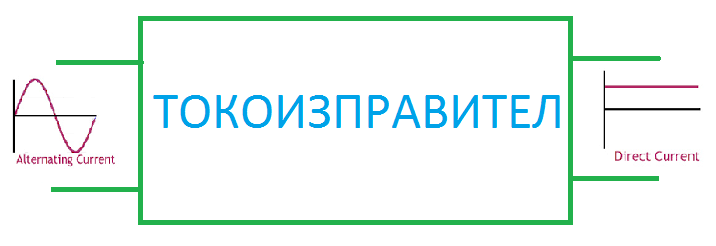 ТОКОИЗПРАВИТЕЛ
Alternating Current
Direct Current